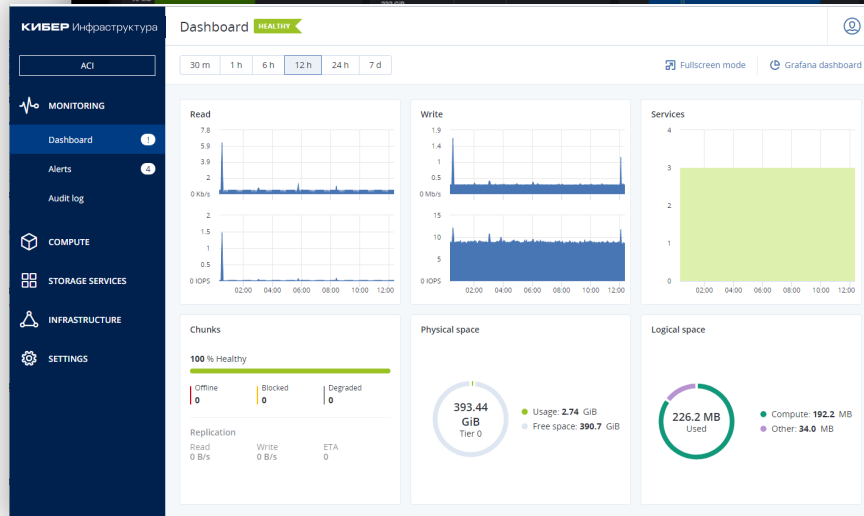 КИБЕР Инфраструктура
ACI
MONITORING
Dashboard 1
Alerts 4
Audit log
COMPUTE
STORAGE SERVICES
INFRASTRUCTURE
SETTINGS
Dashboard HEALTHY
30 m 1 h 6 h 12 h 24 h 7 d
Fullscreen mode
Grafana dashboard
Read
7.8
5.9
3.9
2
0 Kb/s
2
1.5
1
0.5
0 IOPS
02:00 04:00 06:00 08:00 10:00 12:00
Write
1.9
1.4
1
0.5
0 Mb/s
15
10
5
0 IOPS
02:00 04:00 06:00 08:00 10:00 12:00
Services
4
3
2
1
0
02:00 04:00 06:00 08:00 10:00 12:00
Chunks
100 % Healthy
Offline Blocked Degraded
0 0 0
Replication
Read Write ETA
0 B/s 0 B/s 0
Physical space
393.44
GiB
Tier 0
Usage: 2.74 GiB
Free space: 390.7 GiB
Logical space
226.2 MB
Used
Compute: 192.2 MB
Other: 34.0 MB